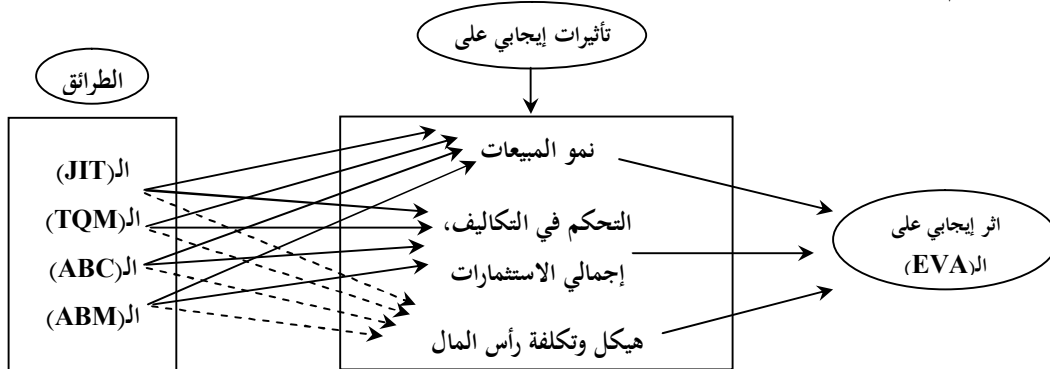 تأثيرات إيجابي على
الطرائق
الـ(JIT)
الـ(TQM)
الـ(ABC)
الـ(ABM)
نمو المبيعات
التحكم في التكاليف،
إجمالي الاستثمارات
هيكل وتكلفة رأس المال
اثر إيجابي على
الـ(EVA)